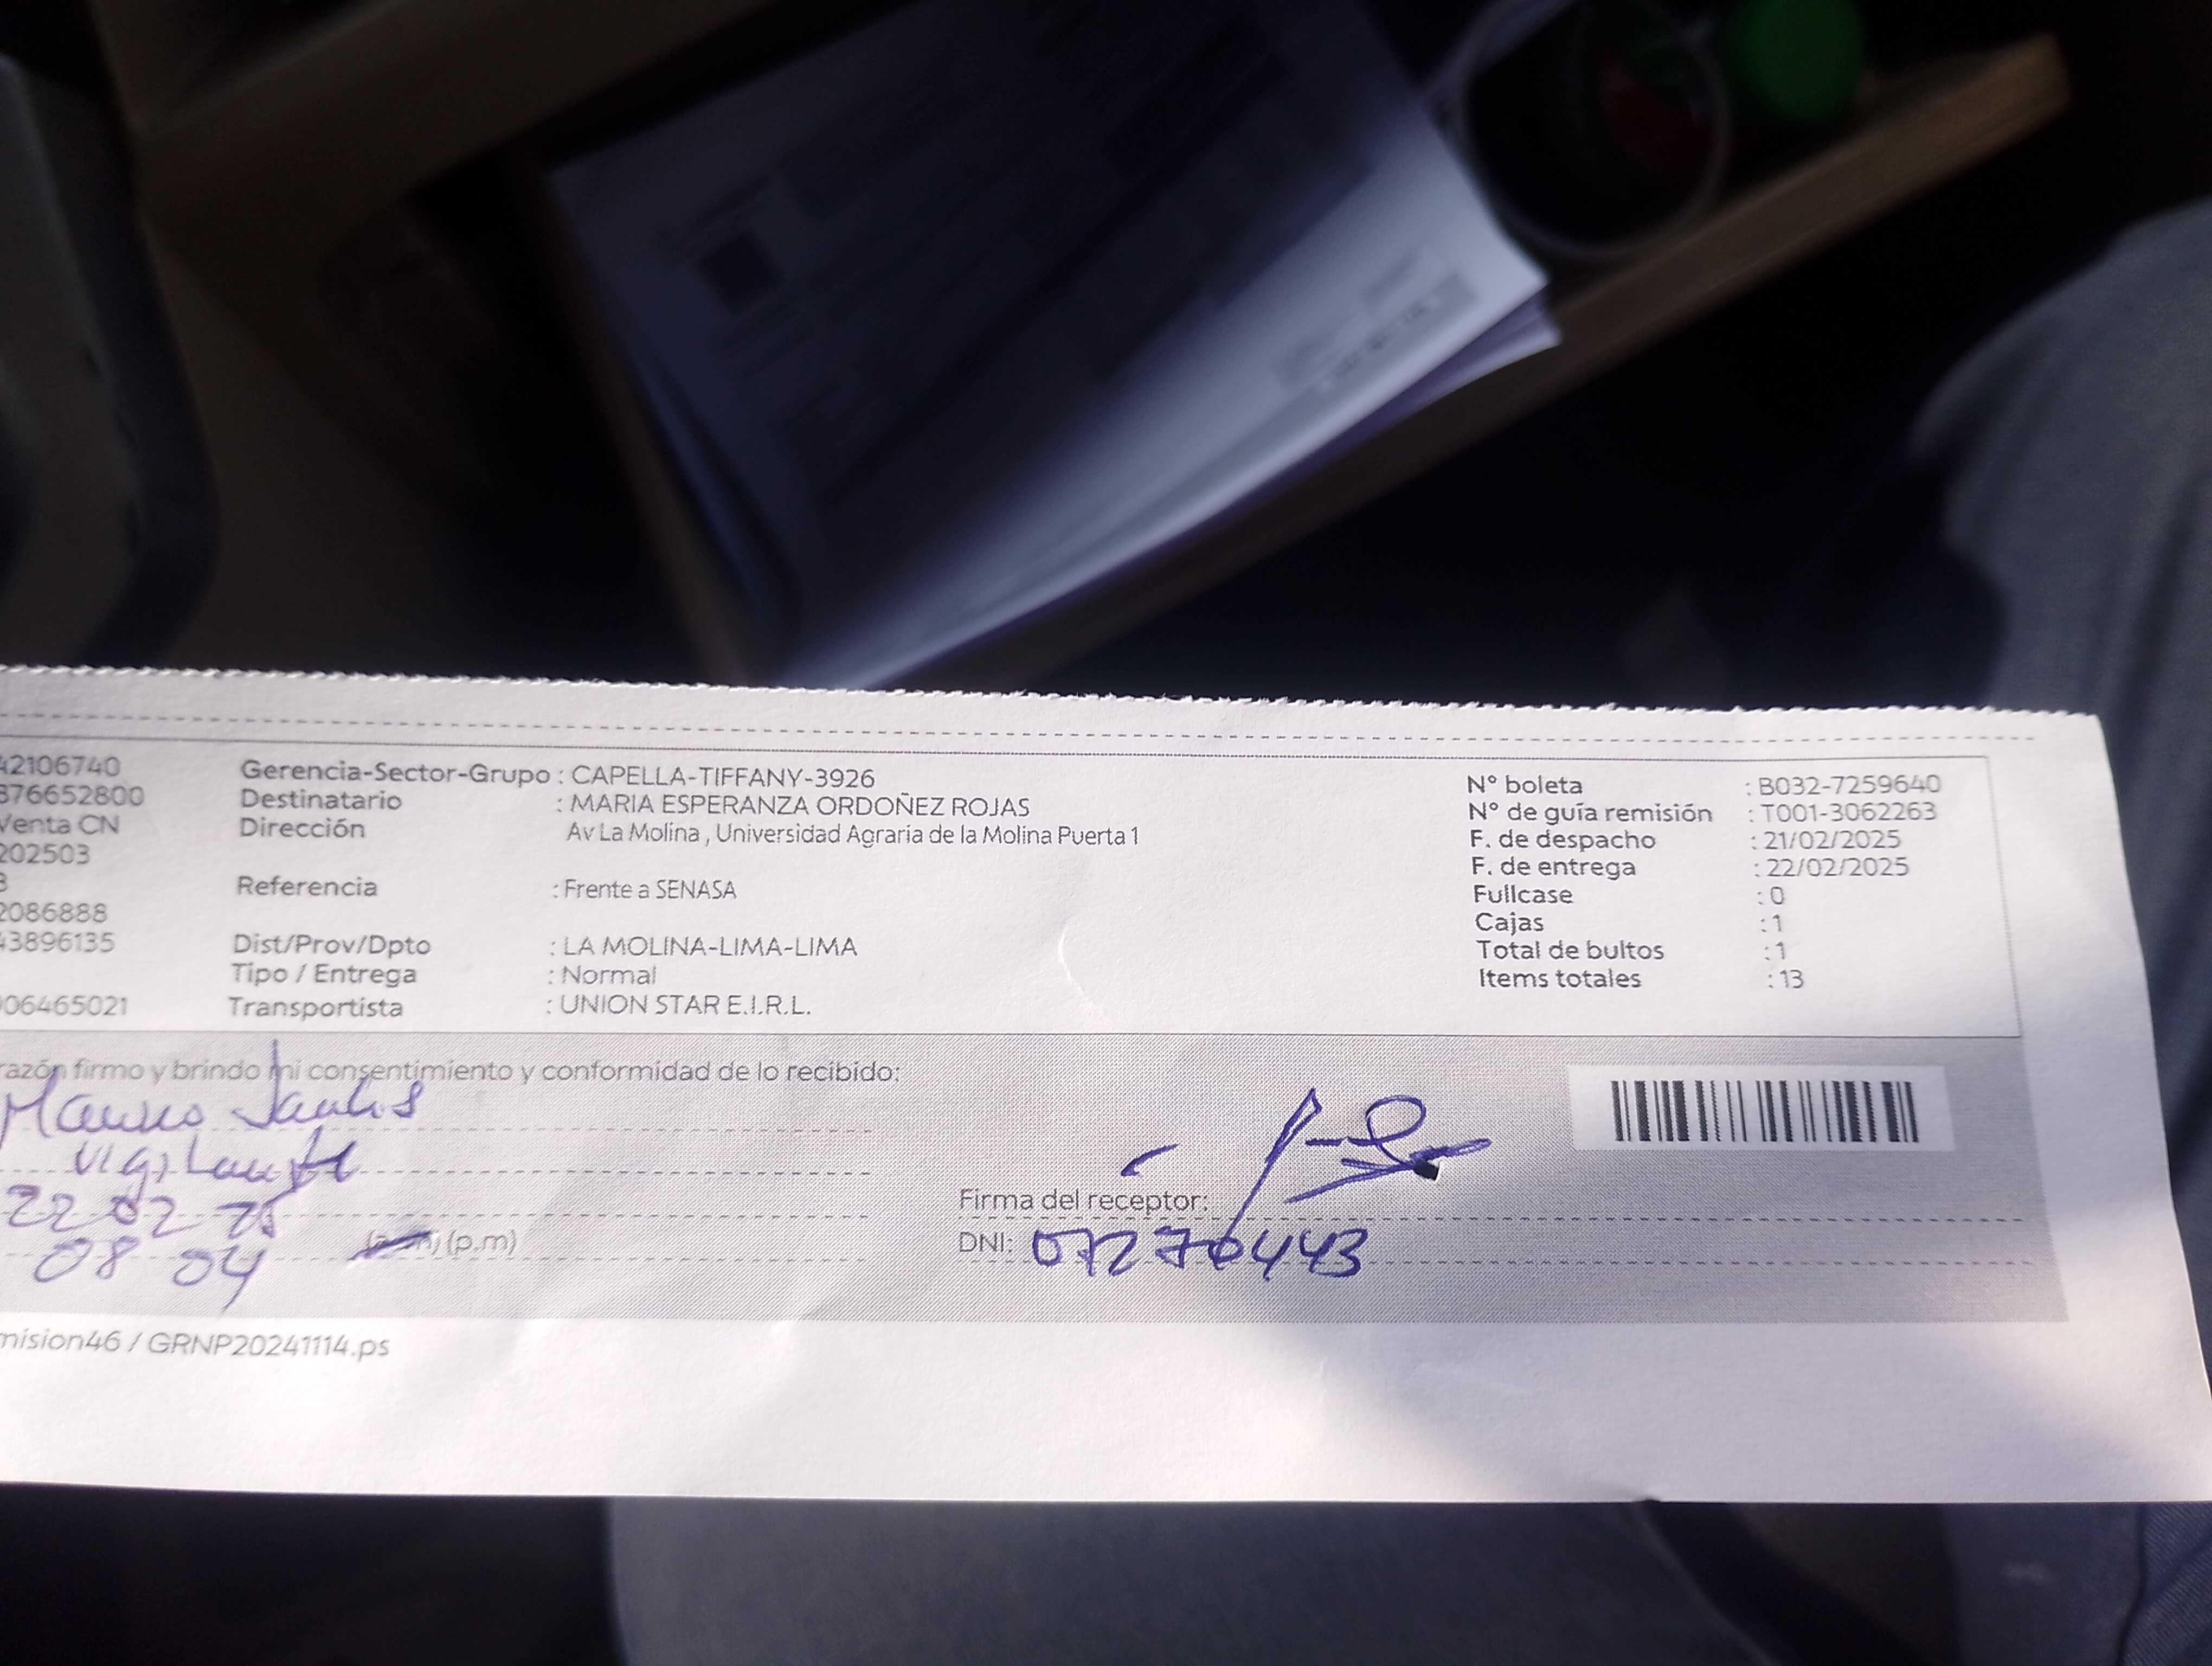 42106740
876652800
Venta CN
202503
3
2086888
43896135
06465021
Gerencia-Sector-Grupo : CAPELLA-TIFFANY-3926
Destinatario : MARIA ESPERANZA ORDOÑEZ ROJAS
Dirección Av La Molina , Universidad Agraria de la Molina Puerta 1
Referencia : Frente a SENASA
Dist/Prov/Dpto : LA MOLINA-LIMA-LIMA
Tipo / Entrega : Normal
Transportista : UNION STAR E.I.R.L.
Nº boleta : B032-7259640
Nº de guía remisión : T001-3062263
F. de despacho : 21/02/2025
F. de entrega : 22/02/2025
Fullcase : 0
Cajas : 1
Total de bultos : 1
Items totales : 13
razón firmo y brindo mi consentimiento y conformidad de lo recibido:
Vigilante
22 02 25
08 04 (a.m) (p.m)
Firma del receptor:
DNI: 07270443
mision46 / GRNP20241114.ps